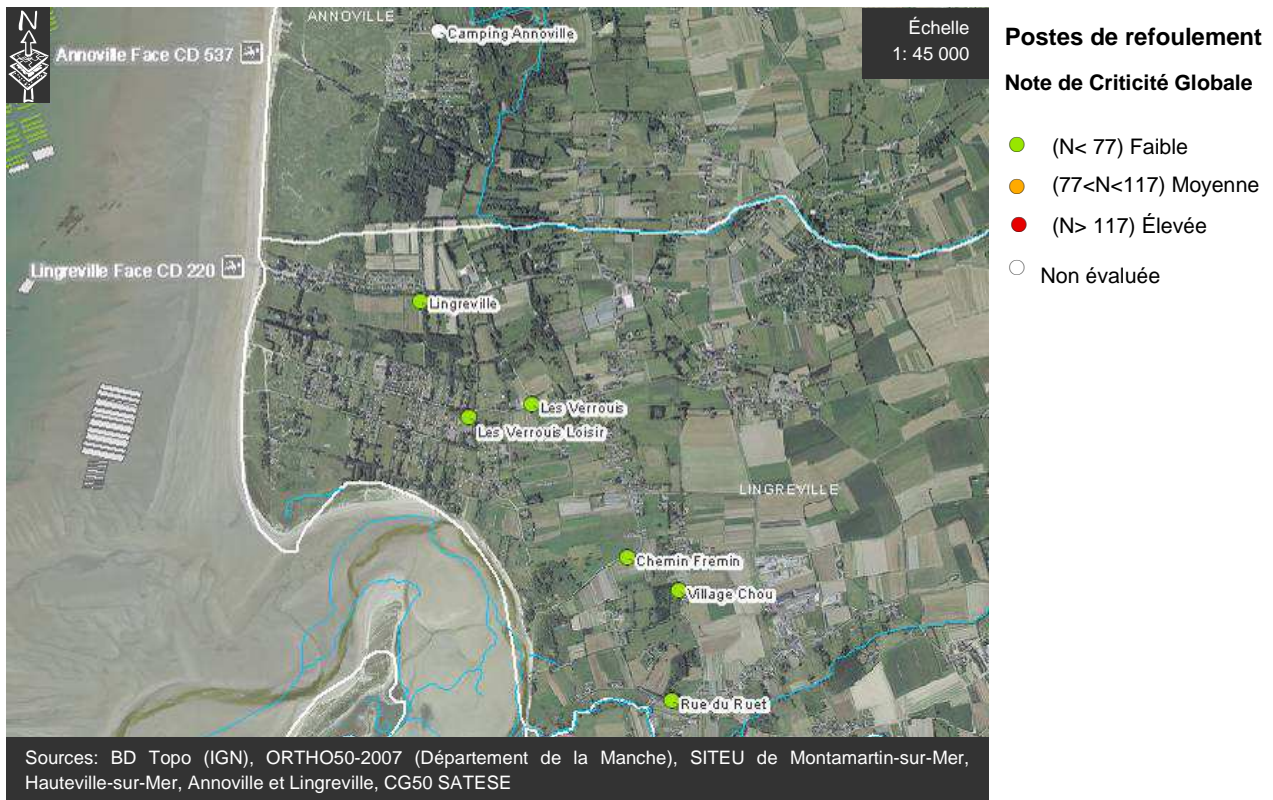 N
ANNOVILLE
Camping Annoville
Annoville Face CD 537
Échelle
1: 45 000
Lingreville Face CD 220
Lingreville
Les Verrouis
Les Verrouis Loisir
LINGREVILLE
Chemin Fremin
Village Chou
Rue du Ruet
Sources: BD Topo (IGN), ORTHO50-2007 (Département de la Manche), SITEU de Montamartin-sur-Mer,
Hauteville-sur-Mer, Annoville et Lingreville, CG50 SATESE
Postes de refoulement
Note de Criticité Globale
(N< 77) Faible
(77<N<117) Moyenne
(N> 117) Élevée
Non évaluée